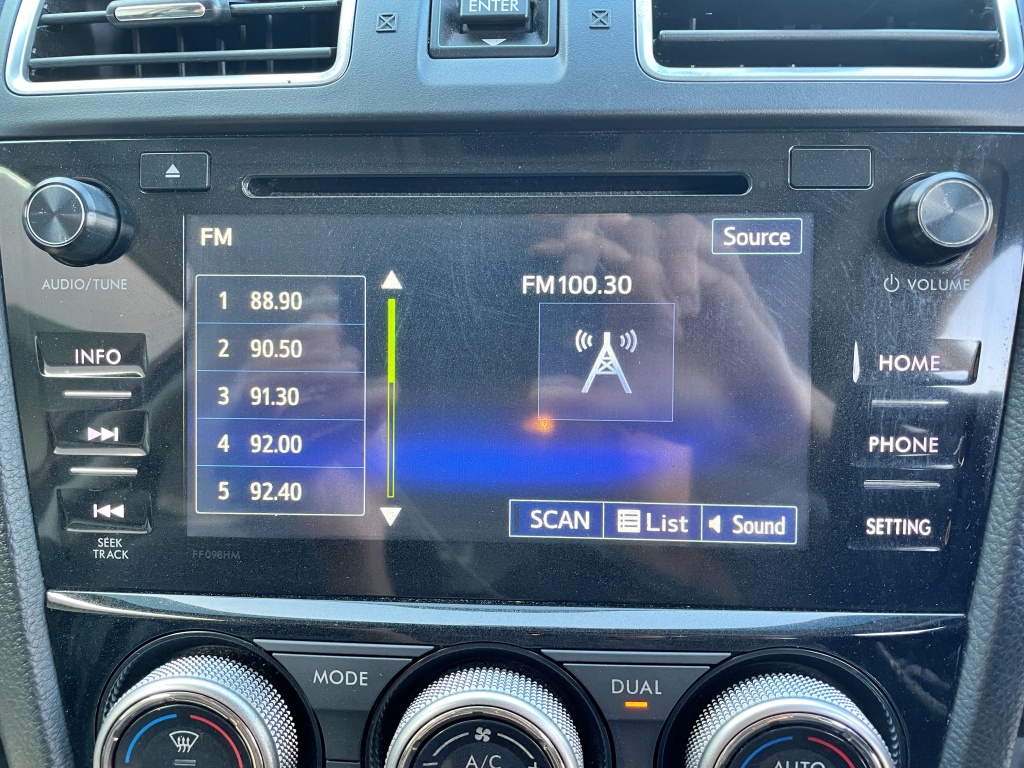 ENTER
AUDIO/TUNE
VOLUME
FM
Source
FM100.30
1 88.90
2 90.50
3 91.30
4 92.00
5 92.40
SCAN List Sound
INFO
SEEK
TRACK
HOME
PHONE
SETTING
FF098HM
MODE
DUAL
A/C
AUTO